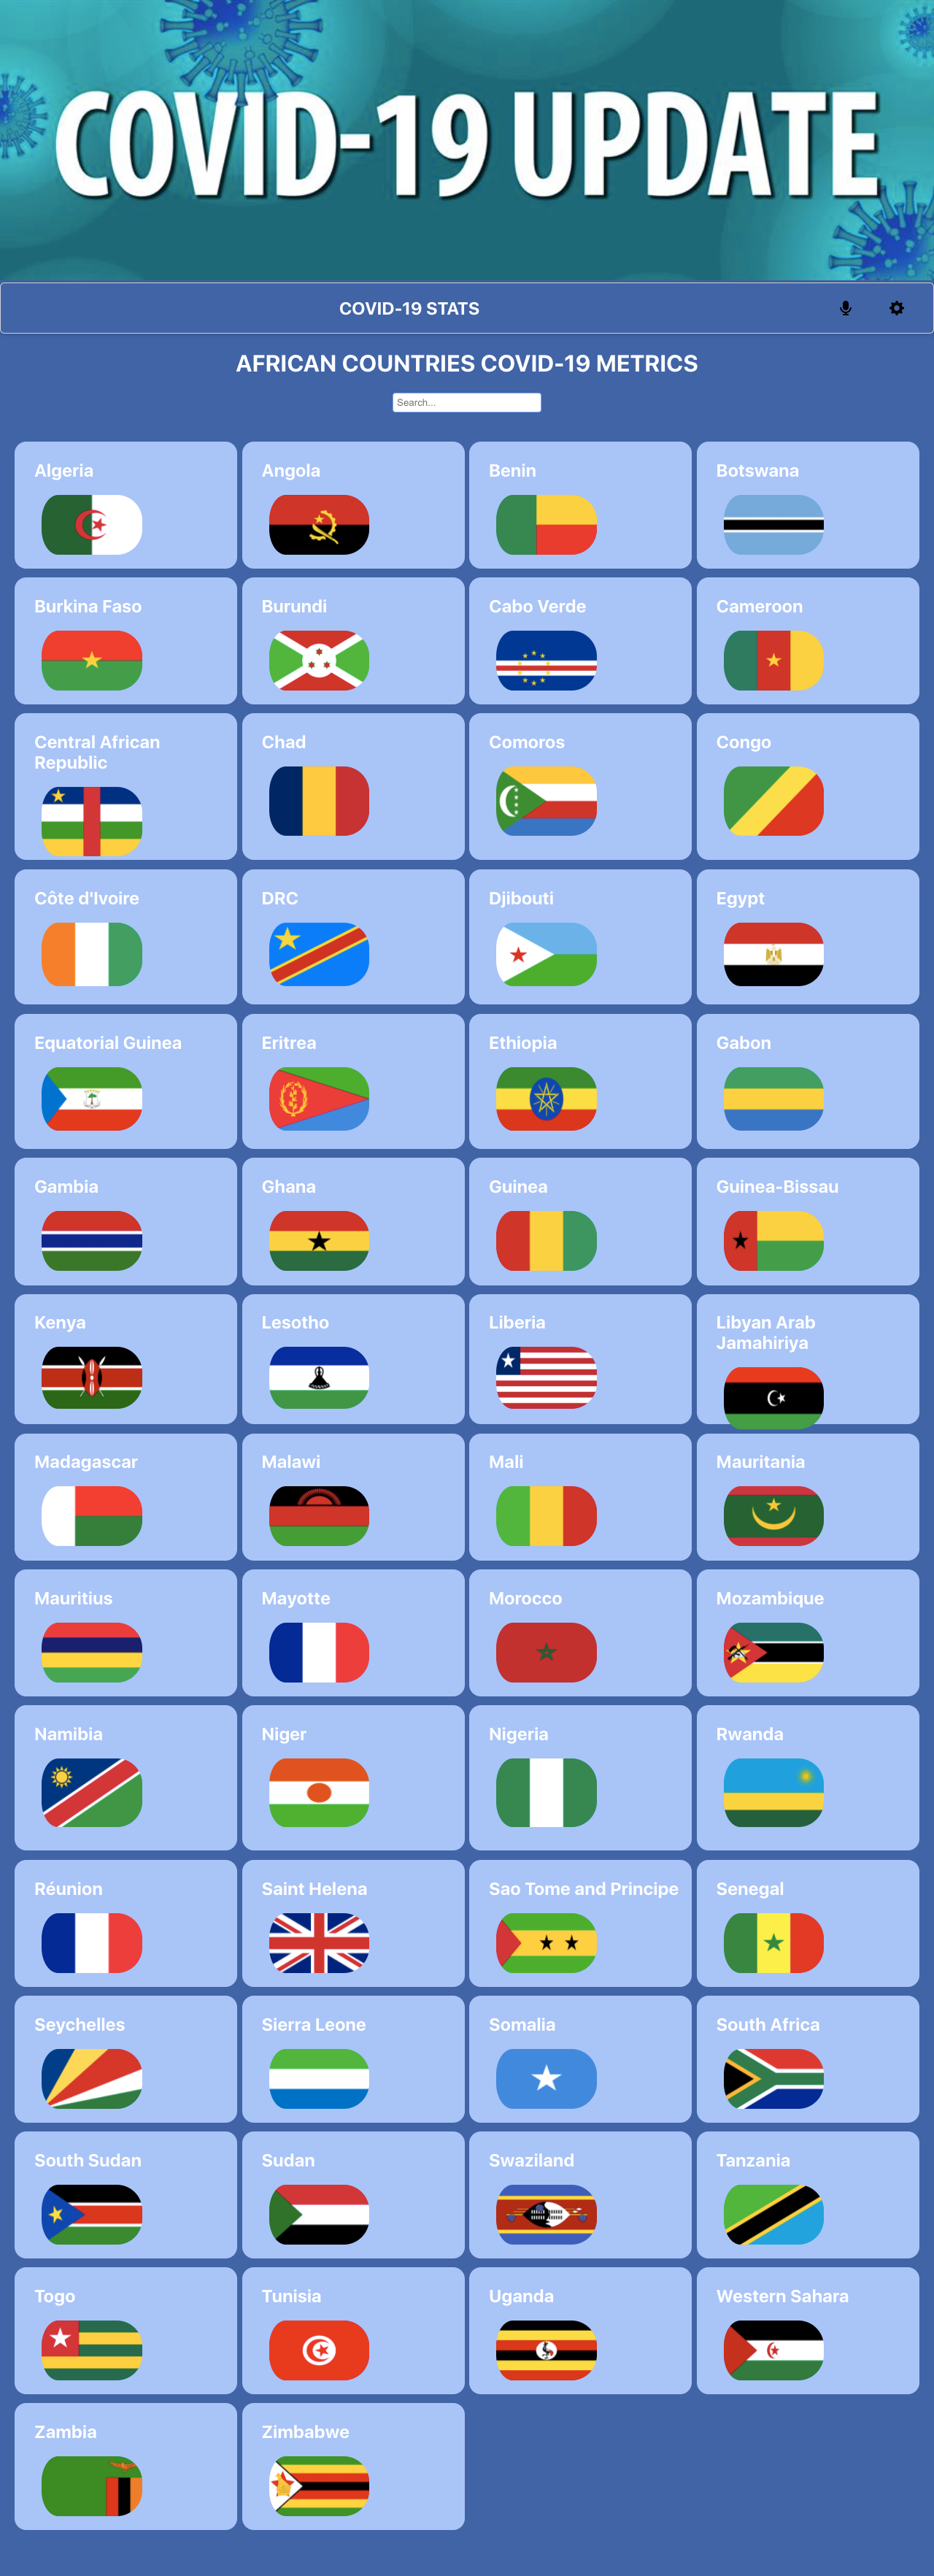 COVID-19 UPDATE
COVID-19 STATS
AFRICAN COUNTRIES COVID-19 METRICS
Search...
Algeria
Angola
Benin
Botswana
Burkina Faso
Burundi
Cabo Verde
Cameroon
Central African
Republic
Chad
Comoros
Congo
Côte d'Ivoire
DRC
Djibouti
Egypt
Equatorial Guinea
Eritrea
Ethiopia
Gabon
Gambia
Ghana
Guinea
Guinea-Bissau
Kenya
Lesotho
Liberia
Libyan Arab
Jamahiriya
Madagascar
Malawi
Mali
Mauritania
Mauritius
Mayotte
Morocco
Mozambique
Namibia
Niger
Nigeria
Rwanda
Réunion
Saint Helena
Sao Tome and Principe
Senegal
Seychelles
Sierra Leone
Somalia
South Africa
South Sudan
Sudan
Swaziland
Tanzania
Togo
Tunisia
Uganda
Western Sahara
Zambia
Zimbabwe